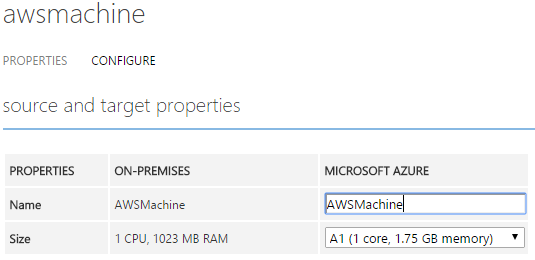 awsmachine
PROPERTIES CONFIGURE
source and target properties
PROPERTIES ON-PREMISES MICROSOFT AZURE
Name AWSMachine AWSMachine
Size 1 CPU, 1023 MB RAM A1 (1 core, 1.75 GB memory)